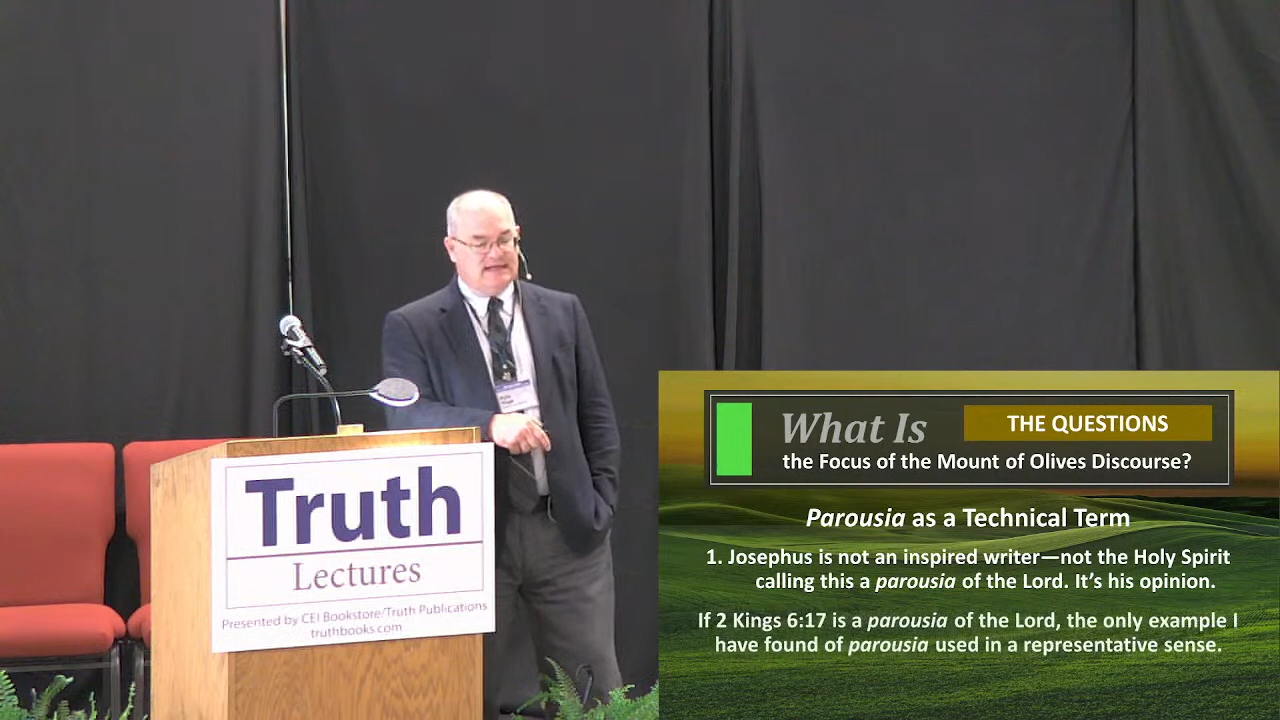 Truth
Lectures
Presented by CEI Bookstore/Truth Publications
truthbooks.com
What Is
THE QUESTIONS
the Focus of the Mount of Olives Discourse?
Parousia as a Technical Term
1. Josephus is not an inspired writer—not the Holy Spirit
calling this a parousia of the Lord. It’s his opinion.
If 2 Kings 6:17 is a parousia of the Lord, the only example I
have found of parousia used in a representative sense.